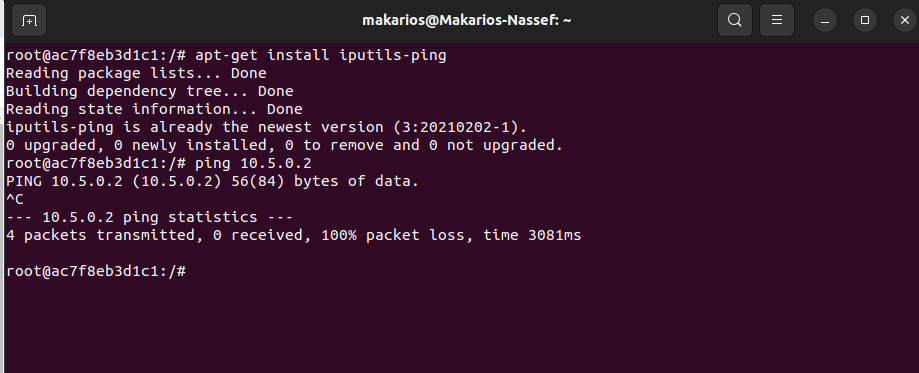 makarios@Makarios-Nassef: ~
root@ac7f8eb3d1c1:/# apt-get install iputils-ping
Reading package lists... Done
Building dependency tree... Done
Reading state information... Done
iputils-ping is already the newest version (3:20210202-1).
0 upgraded, 0 newly installed, 0 to remove and 0 not upgraded.
root@ac7f8eb3d1c1:/# ping 10.5.0.2
PING 10.5.0.2 (10.5.0.2) 56(84) bytes of data.
^C
--- 10.5.0.2 ping statistics ---
4 packets transmitted, 0 received, 100% packet loss, time 3081ms
root@ac7f8eb3d1c1:/#